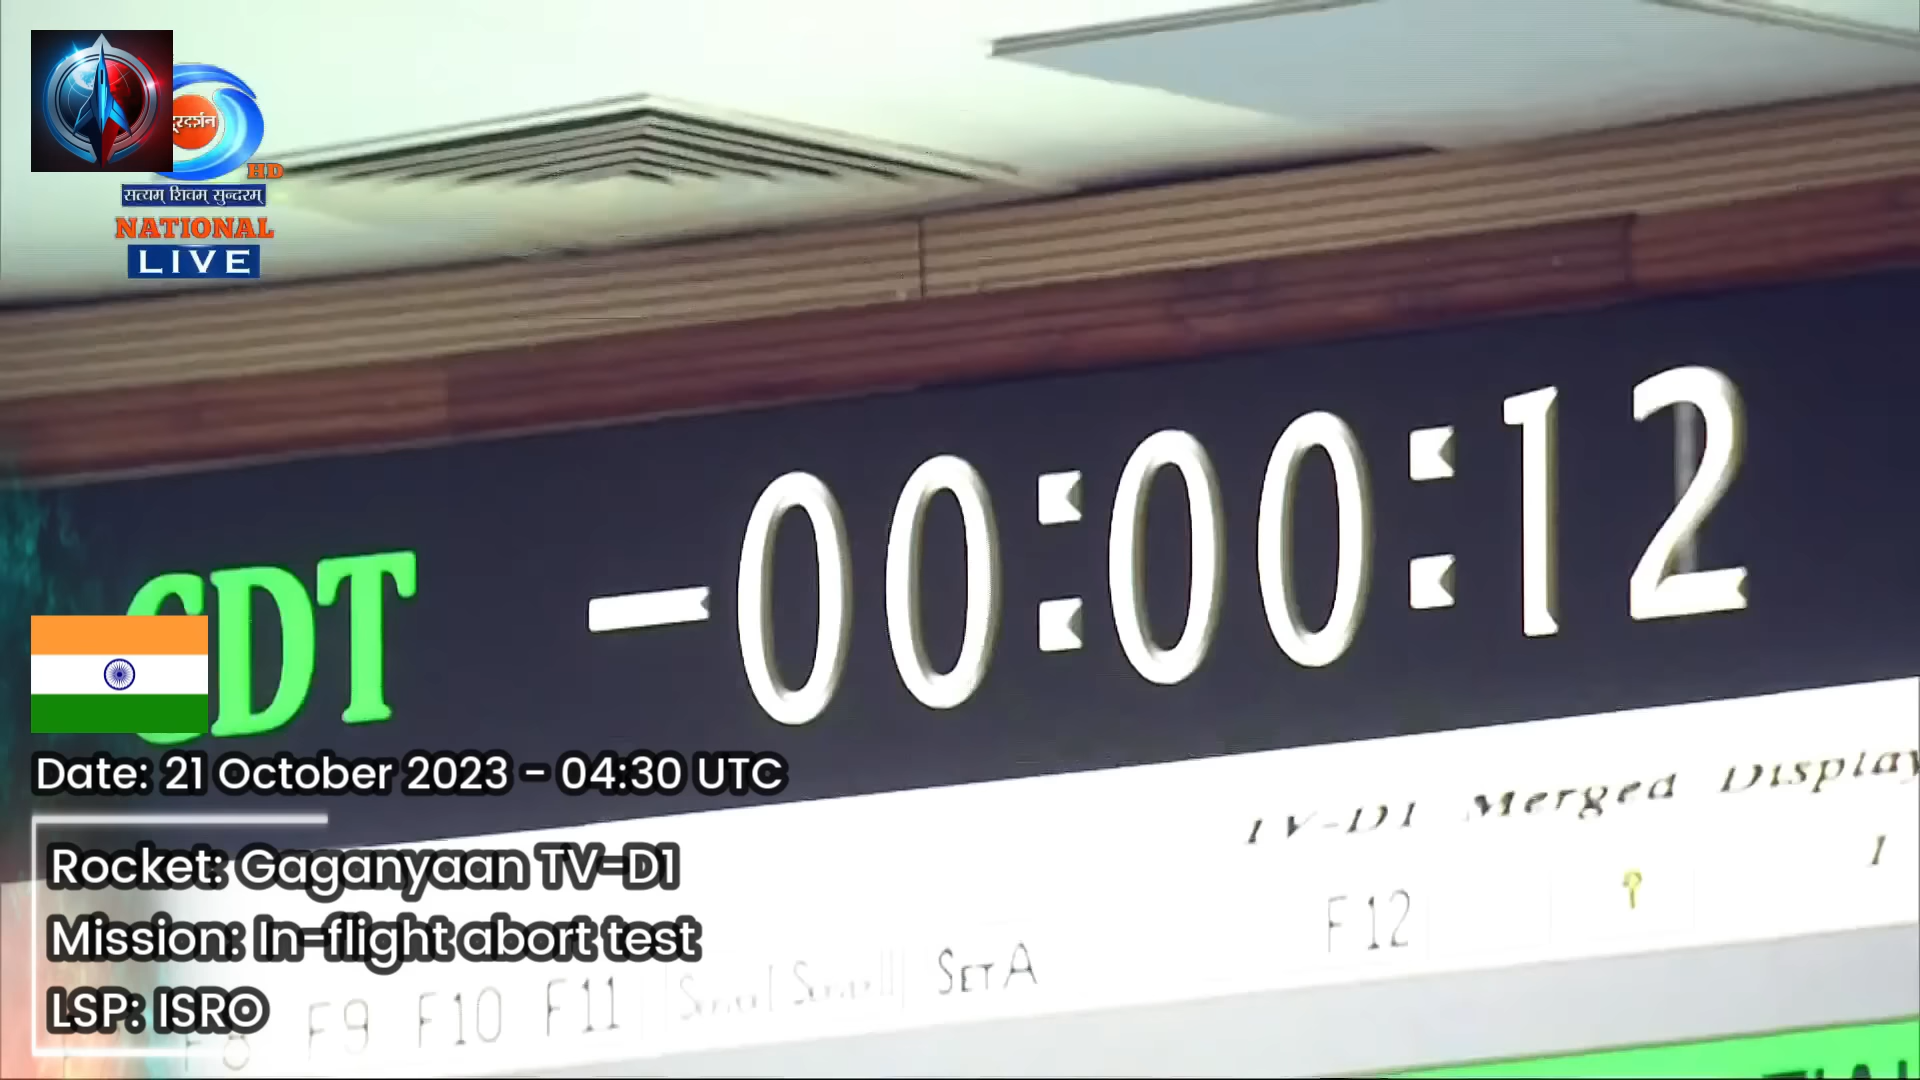 दूरदर्शन
HD
सत्यम् शिवम् सुन्दरम्
NATIONAL
LIVE
CDT -00:00:12
Date: 21 October 2023 - 04:30 UTC
TV-D1 Merged Display
1
Rocket: Gaganyaan TV-D1
F12
Mission: In-flight abort test
SET A
LSP: ISRO
F8 F9 F10 F11